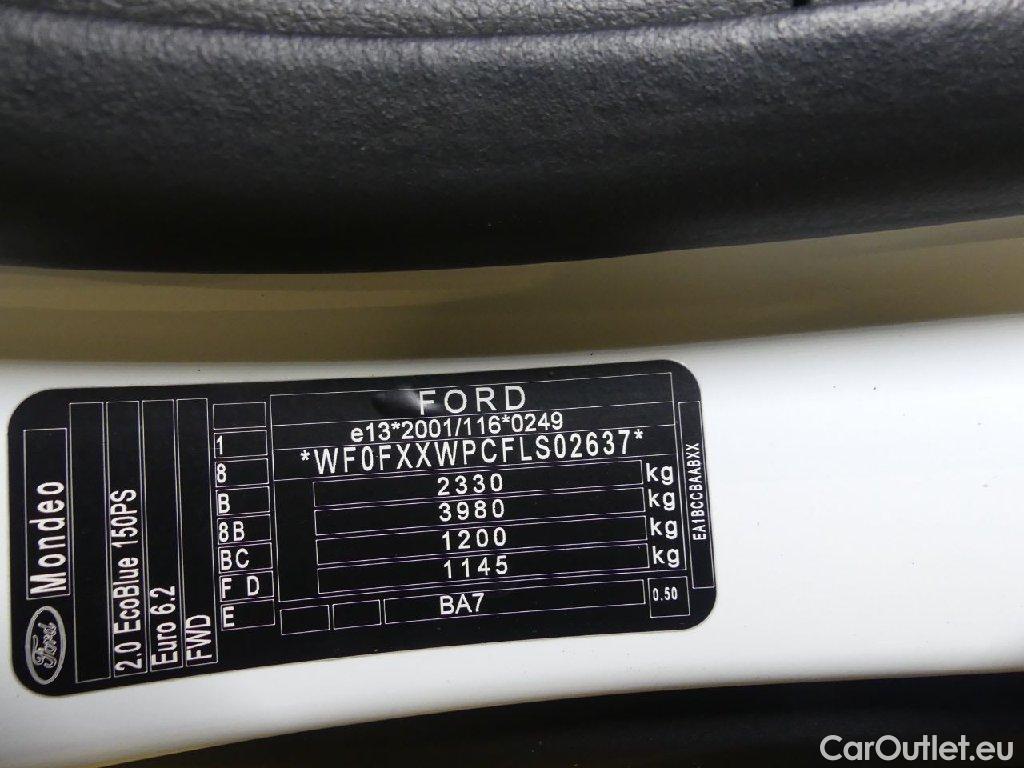 Ford
Mondeo
2.0 EcoBlue 150PS
Euro 6.2
FWD
1
8
B
8B
BC
F D
E
FORD
e13*2001/116*0249
*WF0FXXWPCFLS02637*
2330 kg
3980 kg
1200 kg
1145 kg
BA7
0.50
EA1BCCBAABXX
CarOutlet.eu